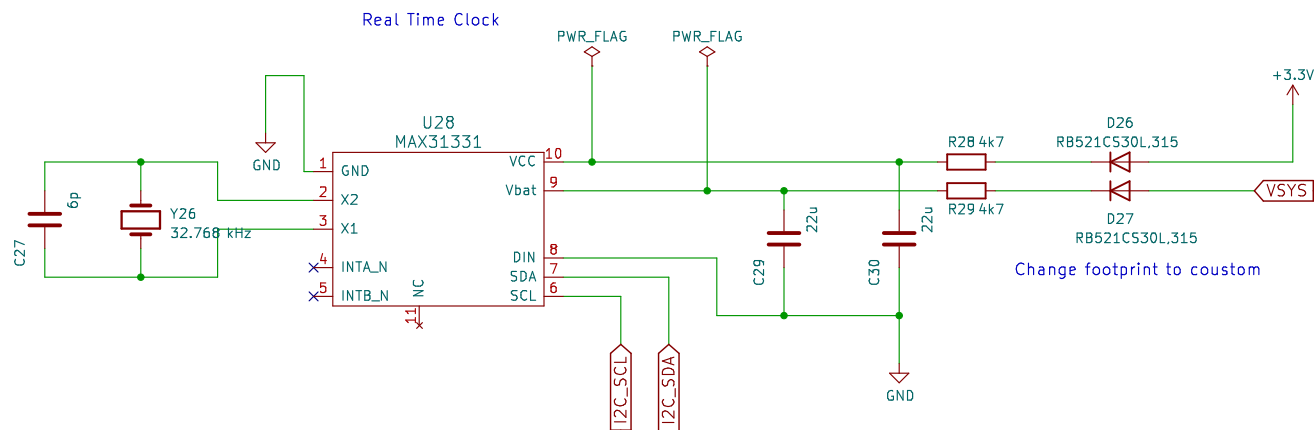 Real Time Clock
PWR_FLAG
PWR_FLAG
+3.3V
U28
MAX31331
GND
D26
RB521CS30L,315
R28 4k7
1
GND
VCC
10
2
X2
Vbat
9
3
X1
R29 4k7
VSYS
D27
RB521CS30L,315
6p
C27
Y26
32.768 kHz
22u
C29
22u
C30
4
INTA_N
DIN
8
SDA
7
5
INTB_N
SCL
6
NC
11
Change footprint to coustom
I2C_SCL
I2C_SDA
GND